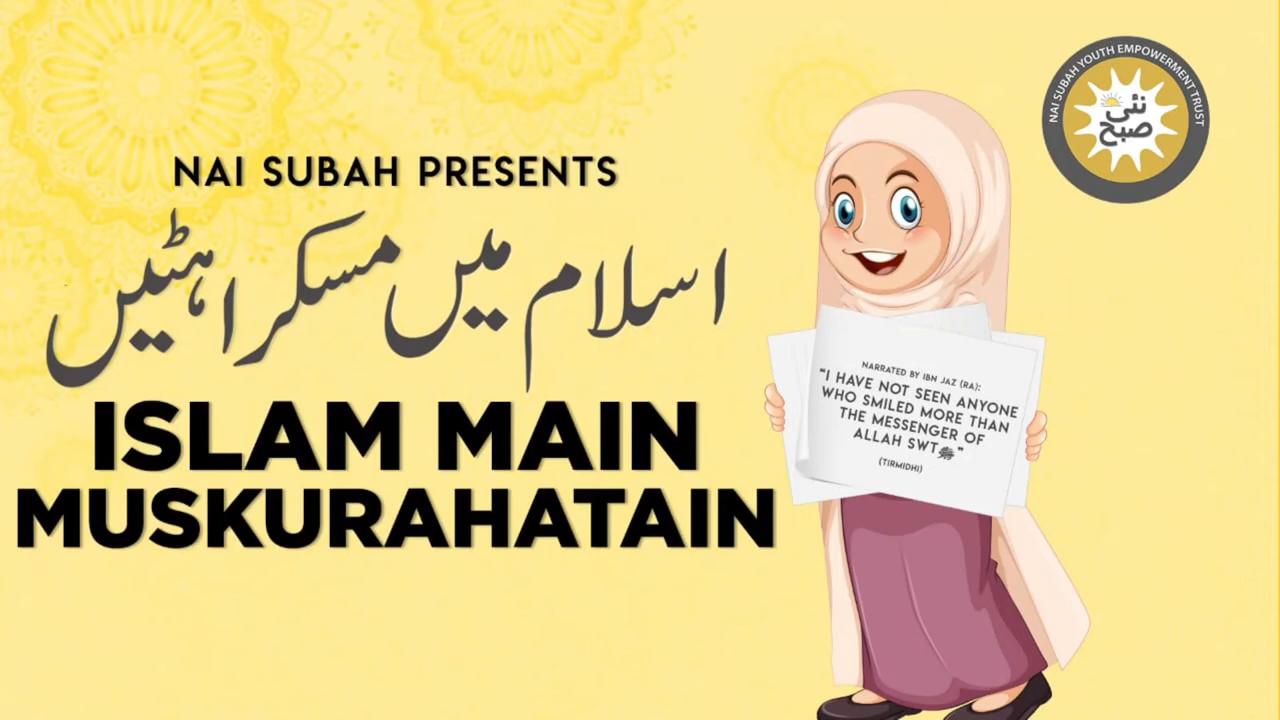 NAI SUBAH PRESENTS
اسلام میں مسکراہٹیں
ISLAM MAIN
MUSKURAHATAIN
NAI SUBAH YOUTH EMPOWERMENT TRUST
نئی
صبح
NARRATED BY IBN JAZ (RA):
"I HAVE NOT SEEN ANYONE
WHO SMILED MORE THAN
THE MESSENGER OF
ALLAH SWTﷺ"
(TIRMIDHI)